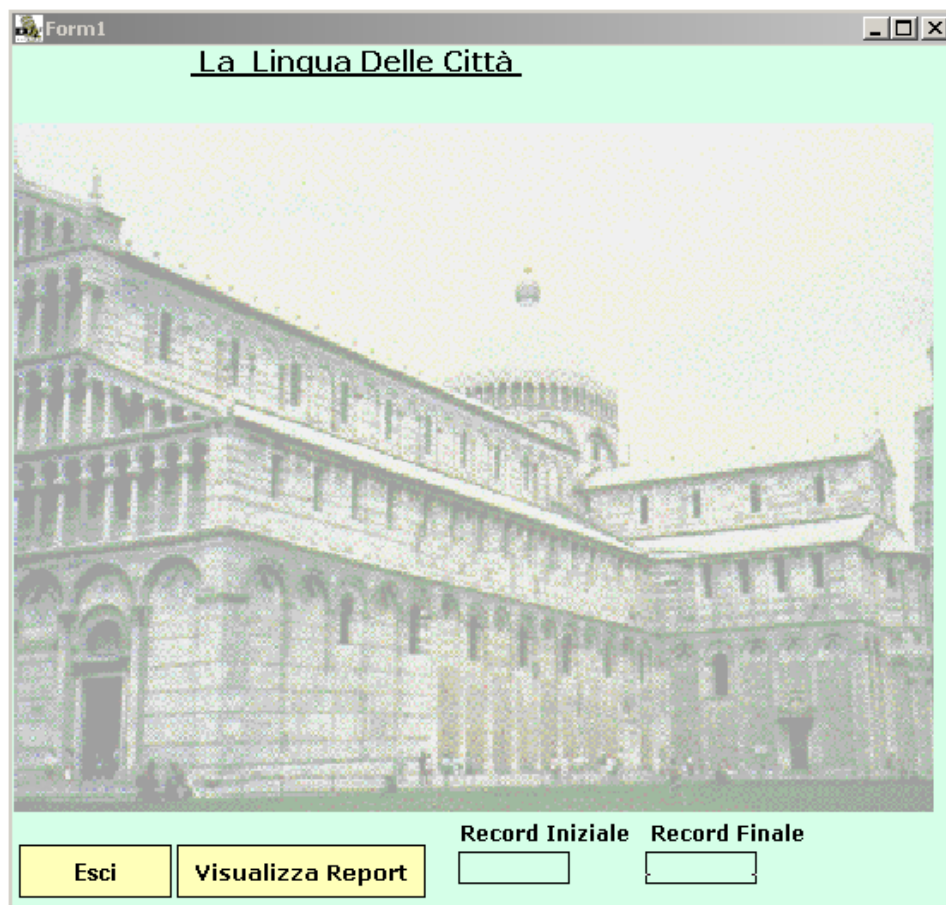 Form1
La Lingua Delle Città
Record Iniziale Record Finale
Esci Visualizza Report